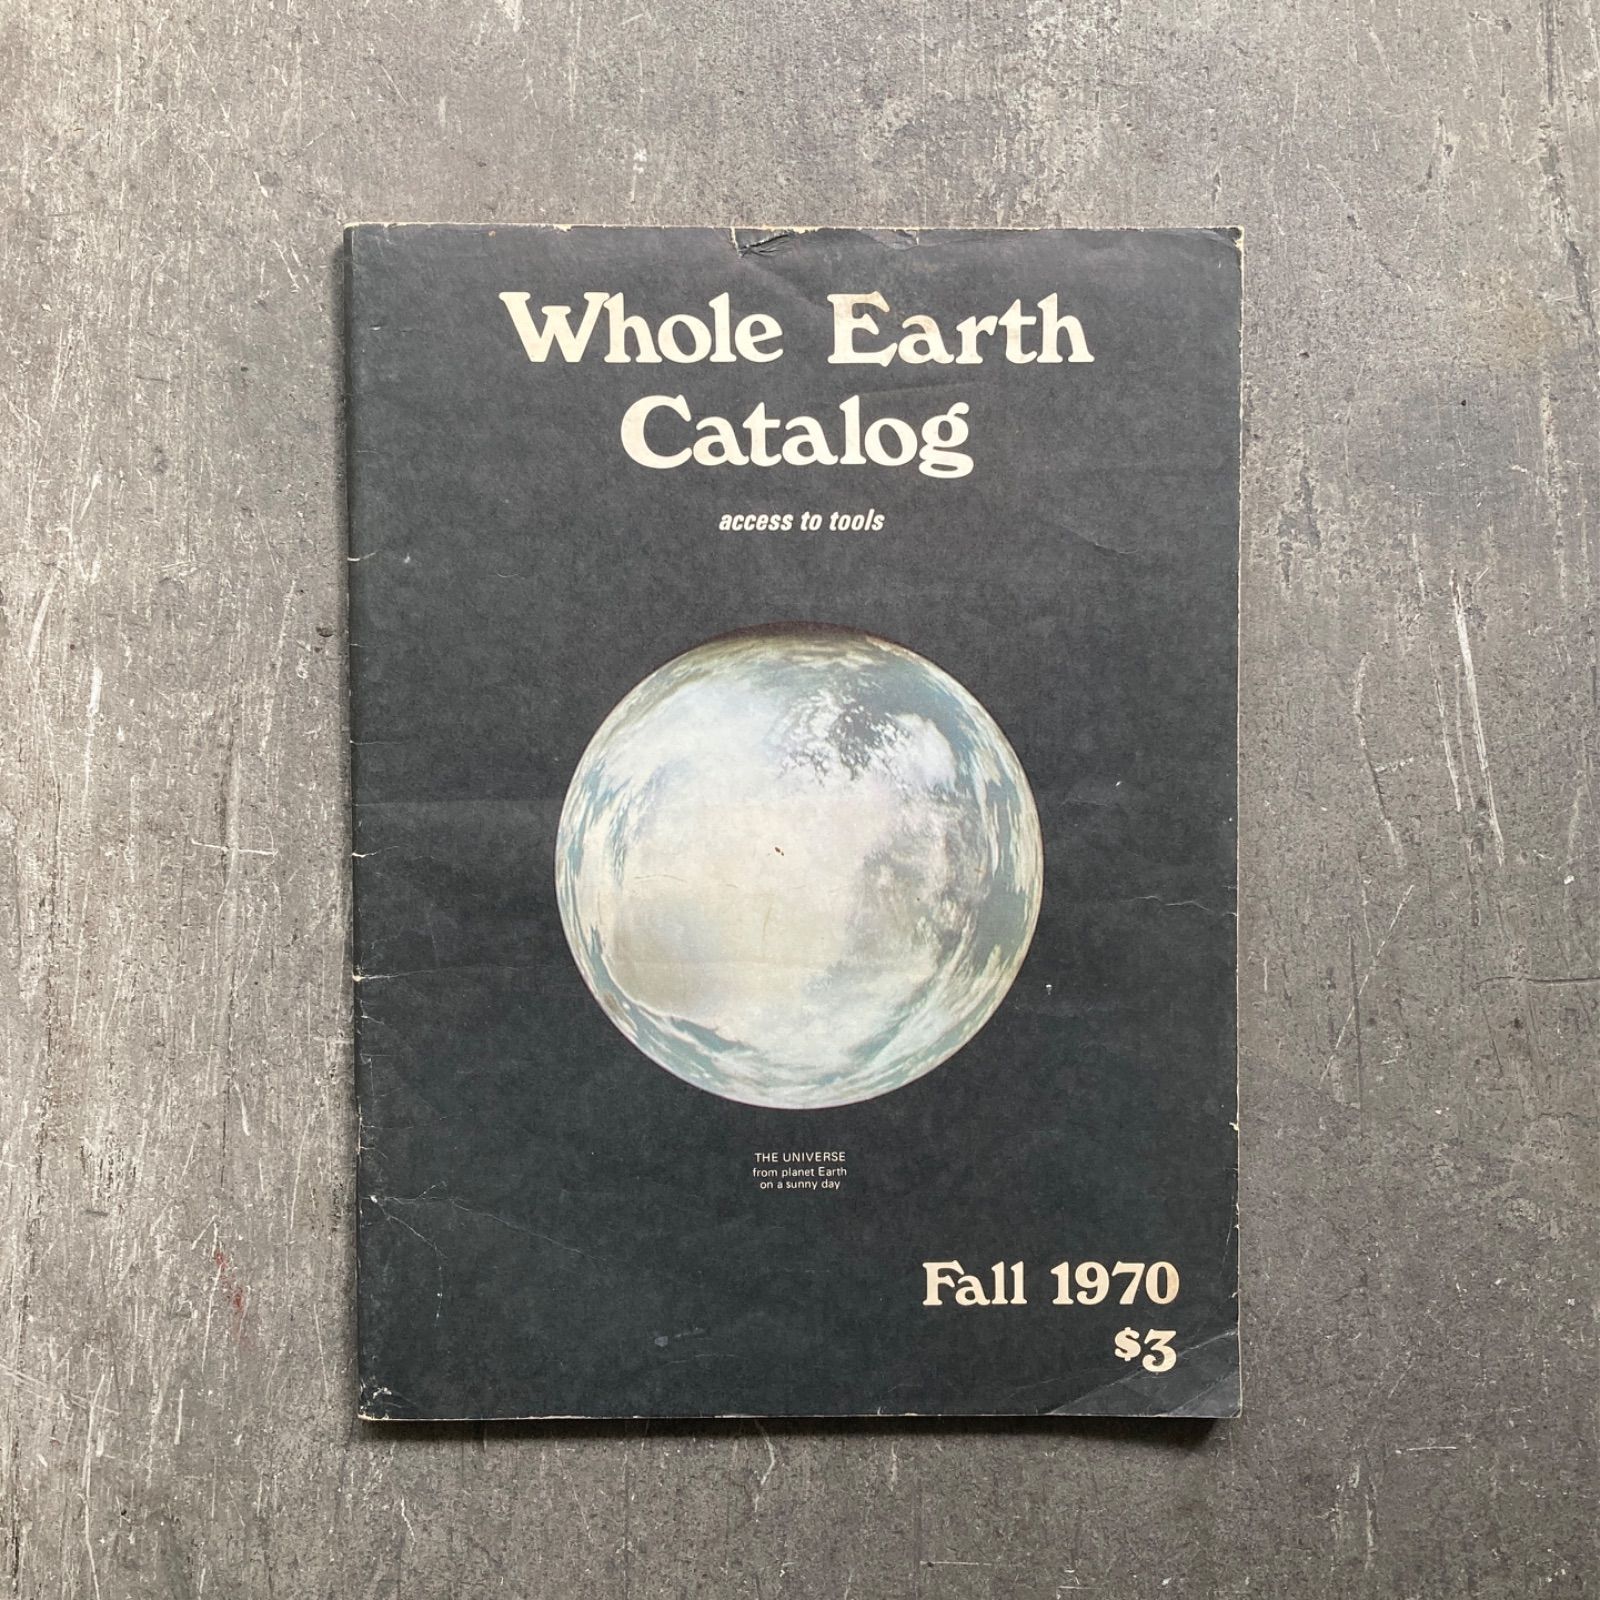 Whole Earth
Catalog
access to tools
THE UNIVERSE
from planet Earth
on a sunny day
Fall 1970
$3